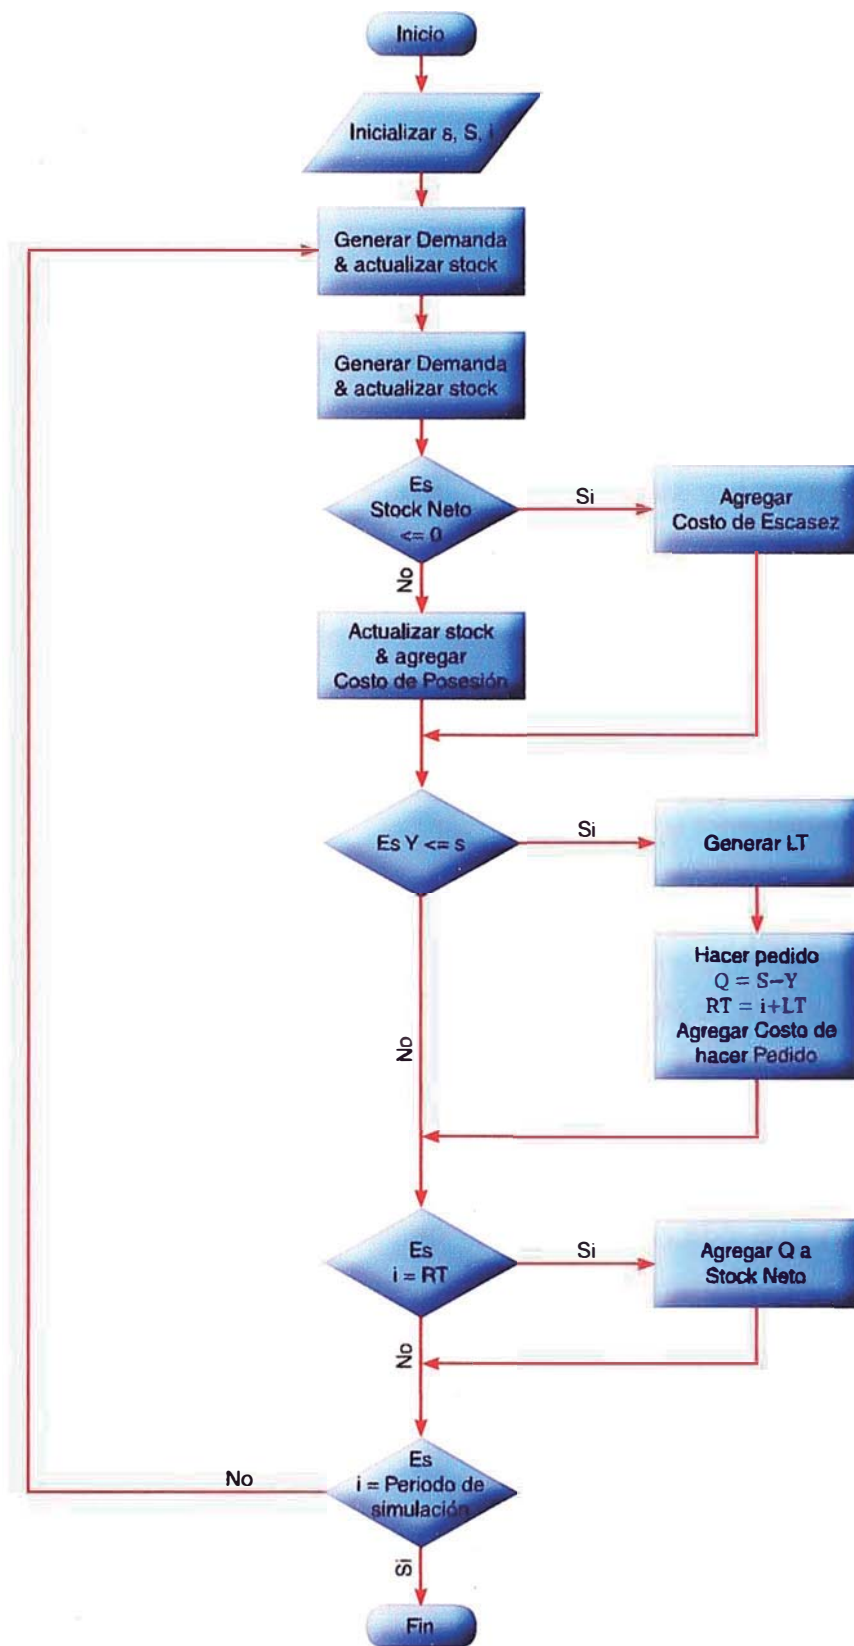 Inicio
Inicializar s, S, i
Generar Demanda
& actualizar stock
Generar Demanda
& actualizar stock
Es
Stock Neto
<= 0
Si
Agregar
Costo de Escasez
No
Actualizar stock
& agregar
Costo de Posesión
Es Y <= s
Si
Generar LT
Hacer pedido
Q = S-Y
RT = i+LT
Agregar Costo de
hacer Pedido
No
Es
i = RT
Si
Agregar Q a
Stock Neto
No
Es
i = Periodo de
simulación
No
Si
Fin